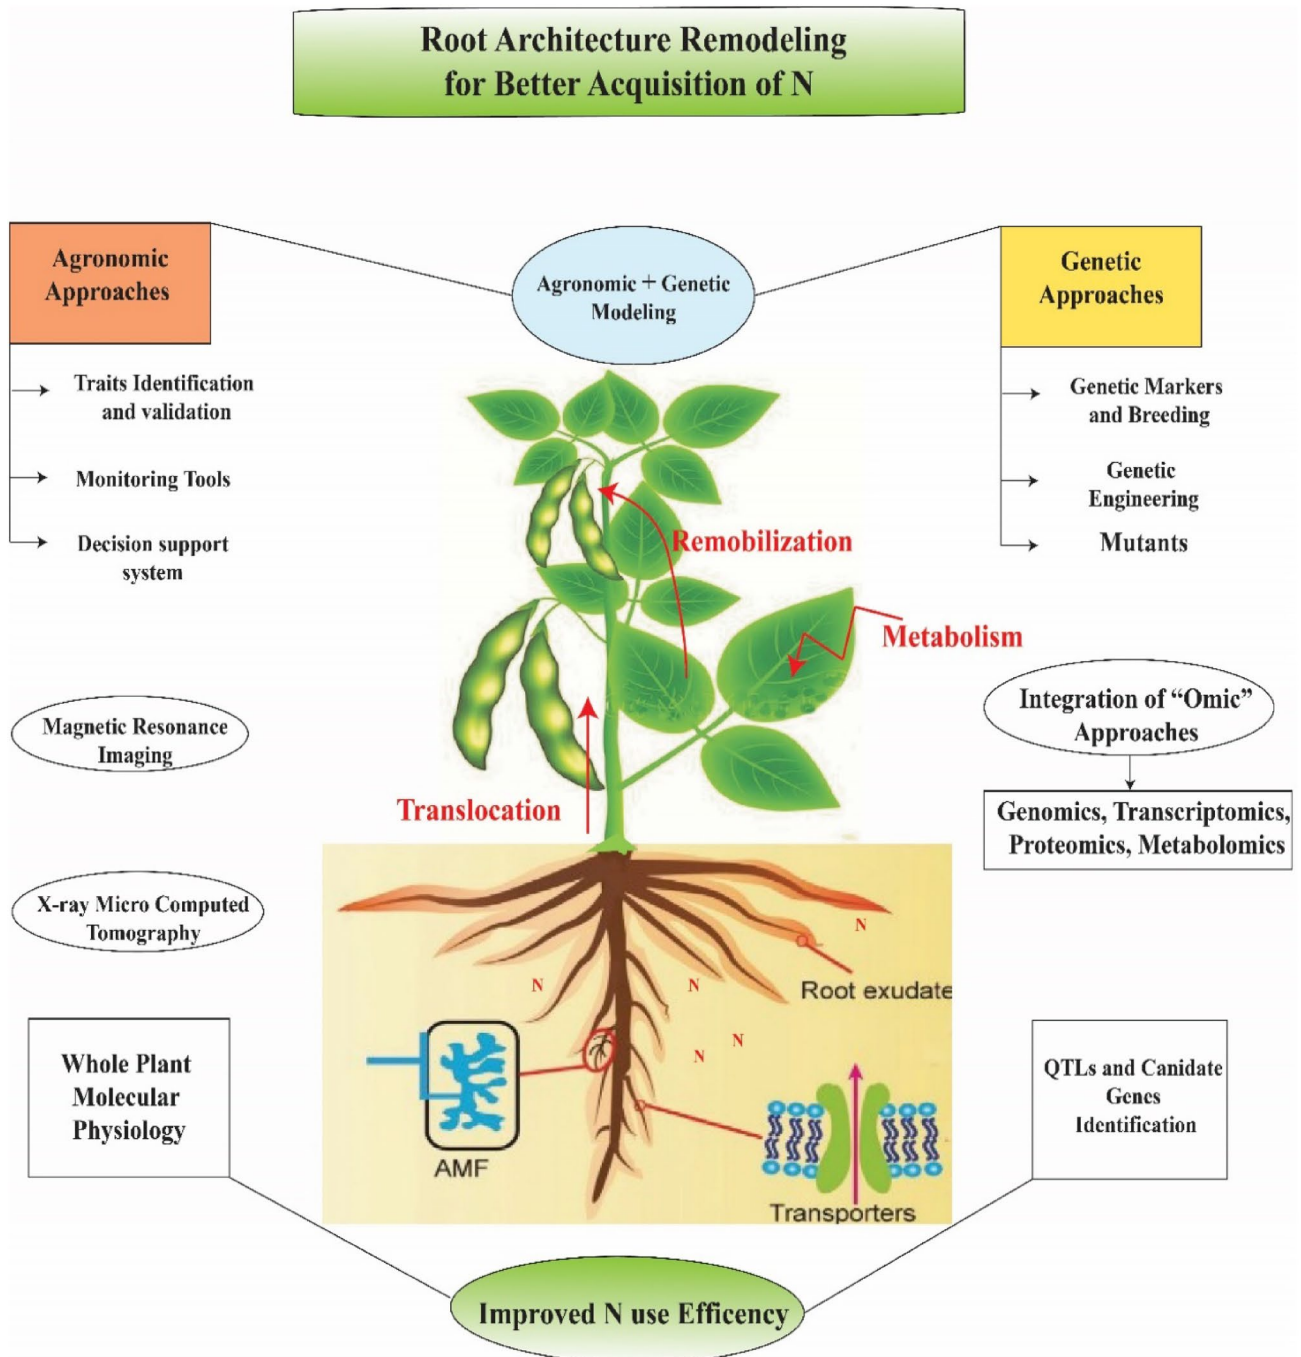 Root Architecture Remodeling
for Better Acquisition of N
Agronomic
Approaches
Agronomic + Genetic
Modeling
Genetic
Approaches
Traits Identification
and validation
Monitoring Tools
Decision support
system
Genetic Markers
and Breeding
Genetic
Engineering
Mutants
Remobilization
Metabolism
Translocation
Magnetic Resonance
Imaging
Integration of “Omic”
Approaches
Genomics, Transcriptomics,
Proteomics, Metabolomics
X-ray Micro Computed
Tomography
N
N
N
N
N
Root exudate
AMF
Transporters
Whole Plant
Molecular
Physiology
QTLs and Canidate
Genes
Identification
Improved N use Efficency